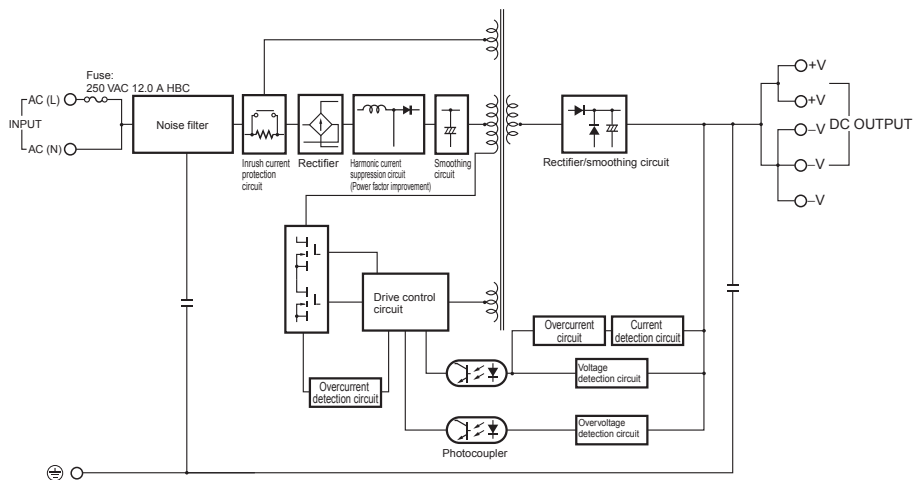 Fuse:
250 VAC 12.0 A HBC
AC (L)
INPUT
AC (N)
Noise filter
Inrush current
protection
circuit
Rectifier
Harmonic current
suppression circuit
(Power factor improvement)
Smoothing
circuit
Rectifier/smoothing circuit
+V
+V
–V
DC OUTPUT
–V
–V
Drive control
circuit
Overcurrent
detection circuit
Overcurrent
circuit
Current
detection circuit
Voltage
detection circuit
Overvoltage
detection circuit
Photocoupler